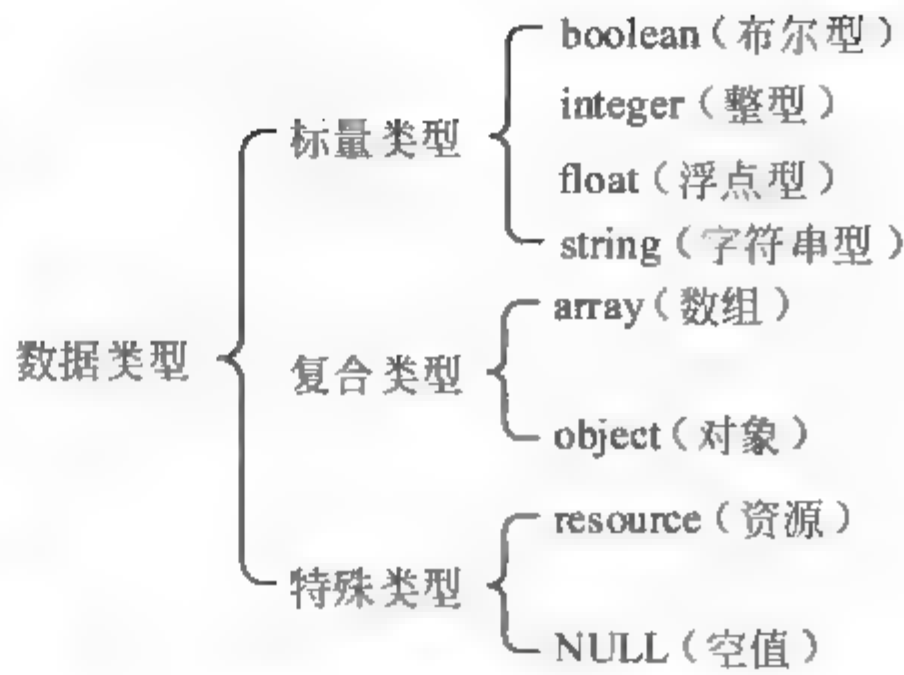 数据类型
标量类型
boolean（布尔型）
integer（整型）
float（浮点型）
string（字符串型）
复合类型
array（数组）
object（对象）
特殊类型
resource（资源）
NULL（空值）